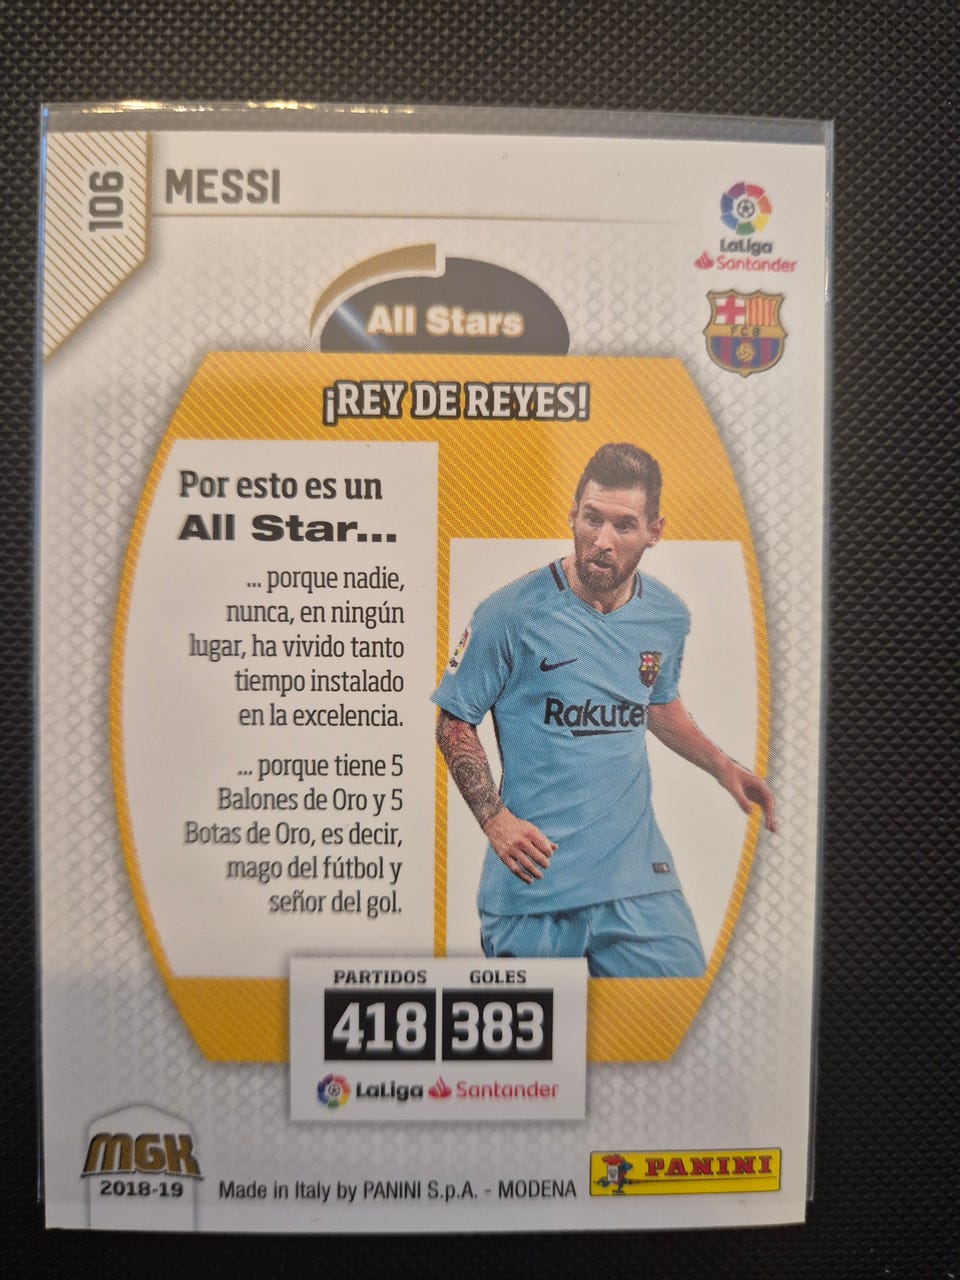 106
MESSI
LaLiga
Santander
All Stars
FCB
¡REY DE REYES!
Por esto es un
All Star...
... porque nadie,
nunca, en ningún
lugar, ha vivido tanto
tiempo instalado
en la excelencia.
... porque tiene 5
Balones de Oro y 5
Botas de Oro, es decir,
mago del fútbol y
señor del gol.
Rakute
PARTIDOS GOLES
418 383
LaLiga Santander
MGK
2018-19
Made in Italy by PANINI S.p.A. - MODENA
PANINI